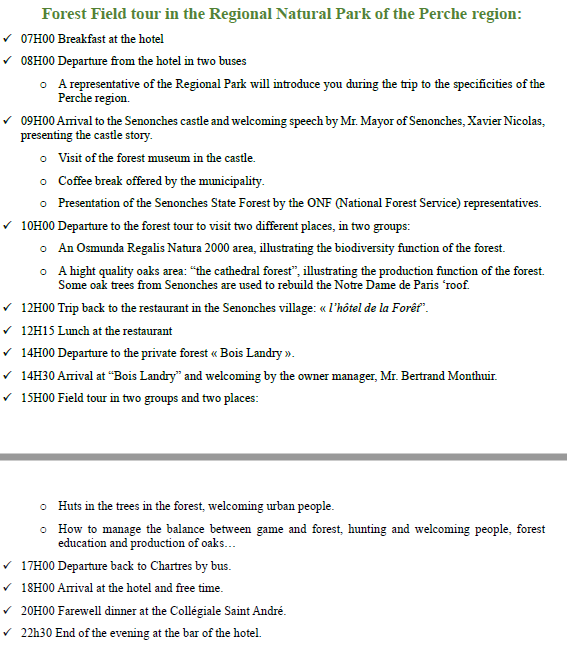 Forest Field tour in the Regional Natural Park of the Perche region:
✓ 07H00 Breakfast at the hotel
✓ 08H00 Departure from the hotel in two buses
o A representative of the Regional Park will introduce you during the trip to the specificities of the
Perche region.
✓ 09H00 Arrival to the Senonches castle and welcoming speech by Mr. Mayor of Senonches, Xavier Nicolas,
presenting the castle story.
o Visit of the forest museum in the castle.
o Coffee break offered by the municipality.
o Presentation of the Senonches State Forest by the ONF (National Forest Service) representatives.
✓ 10H00 Departure to the forest tour to visit two different places, in two groups:
o An Osmunda Regalis Natura 2000 area, illustrating the biodiversity function of the forest.
o A hight quality oaks area: “the cathedral forest”, illustrating the production function of the forest.
Some oak trees from Senonches are used to rebuild the Notre Dame de Paris ‘roof.
✓ 12H00 Trip back to the restaurant in the Senonches village: « l’hôtel de la Forêt”.
✓ 12H15 Lunch at the restaurant
✓ 14H00 Departure to the private forest « Bois Landry ».
✓ 14H30 Arrival at “Bois Landry” and welcoming by the owner manager, Mr. Bertrand Monthuir.
✓ 15H00 Field tour in two groups and two places:
o Huts in the trees in the forest, welcoming urban people.
o How to manage the balance between game and forest, hunting and welcoming people, forest
education and production of oaks…
✓ 17H00 Departure back to Chartres by bus.
✓ 18H00 Arrival at the hotel and free time.
✓ 20H00 Farewell dinner at the Collégiale Saint André.
✓ 22h30 End of the evening at the bar of the hotel.